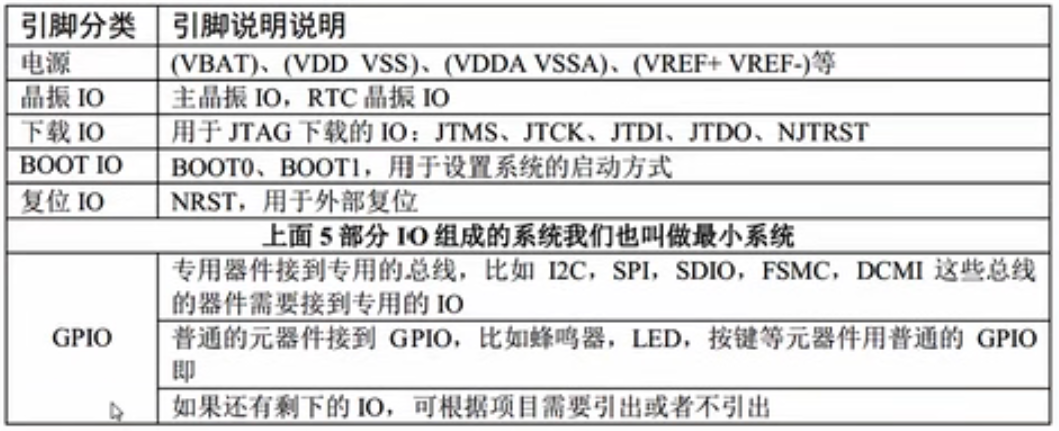 引脚分类 引脚说明说明
电源 (VBAT)、(VDD VSS)、(VDDA VSSA)、(VREF+ VREF-)等
晶振 IO 主晶振 IO，RTC 晶振 IO
下载 IO 用于 JTAG 下载的 IO：JTMS、JTCK、JTDI、JTDO、NJTRST
BOOT IO BOOT0、BOOT1，用于设置系统的启动方式
复位 IO NRST，用于外部复位
上面 5 部分 IO 组成的系统我们也叫做最小系统
专用器件接到专用的总线，比如 I2C，SPI，SDIO，FSMC，DCMI 这些总线
的器件需要接到专用的 IO
GPIO 普通的元器件接到 GPIO，比如蜂鸣器，LED，按键等元器件用普通的 GPIO
即
如果还有剩下的 IO，可根据项目需要引出或者不引出